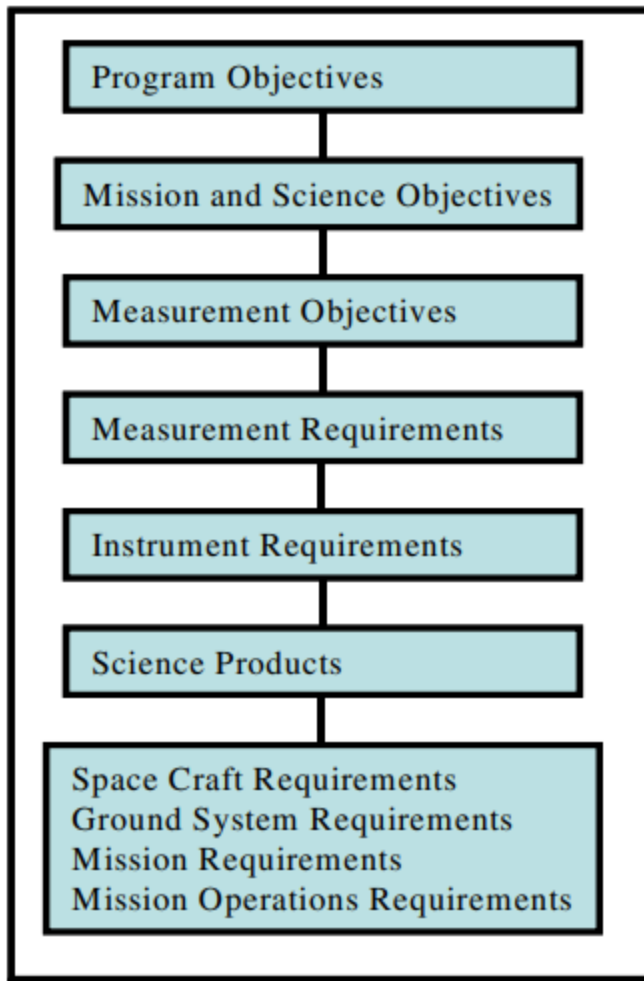 Program Objectives
Mission and Science Objectives
Measurement Objectives
Measurement Requirements
Instrument Requirements
Science Products
Space Craft Requirements
Ground System Requirements
Mission Requirements
Mission Operations Requirements